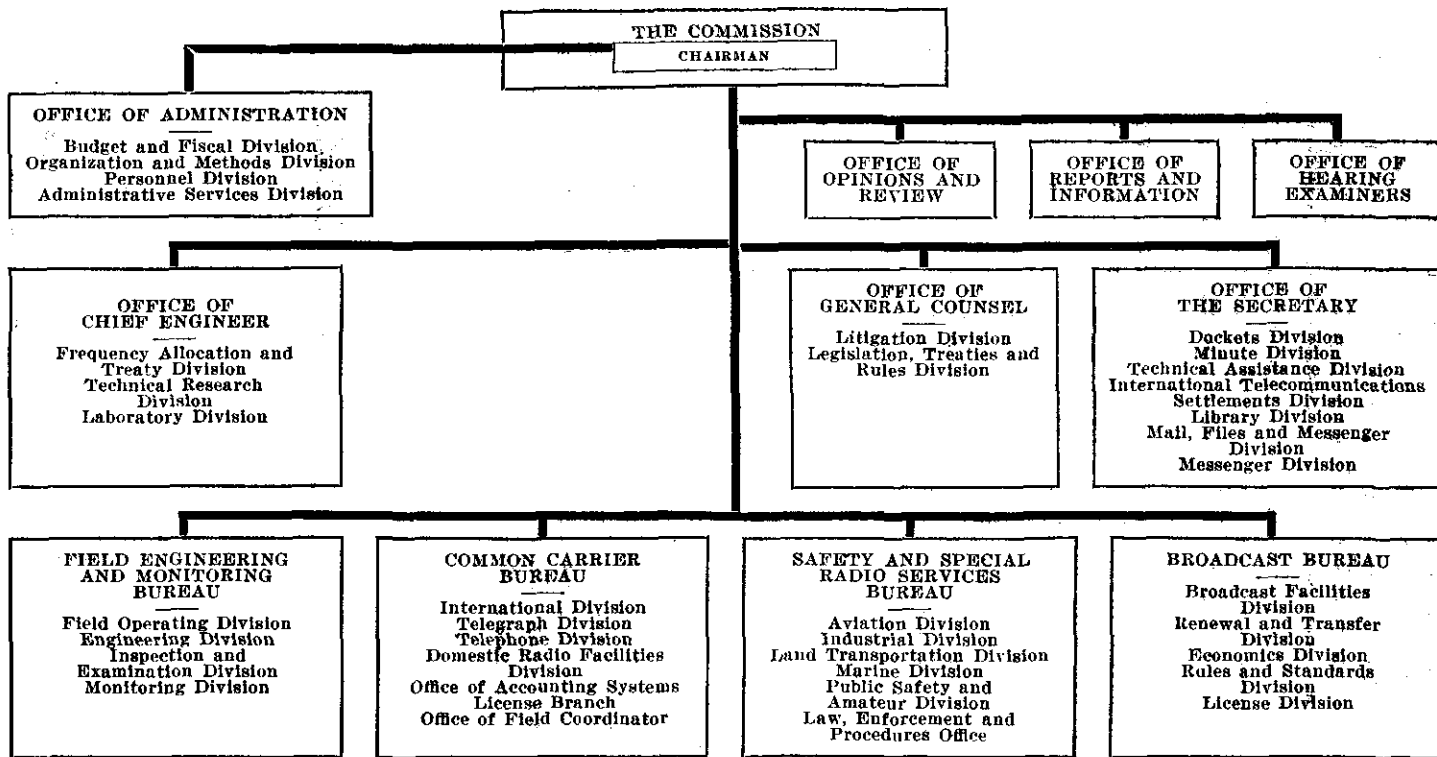 THE COMMISSION
CHAIRMAN
OFFICE OF ADMINISTRATION
Budget and Fiscal Division
Organization and Methods Division
Personnel Division
Administrative Services Division
OFFICE OF
OPINIONS AND
REVIEW
OFFICE OF
REPORTS AND
INFORMATION
OFFICE OF
HEARING
EXAMINERS
OFFICE OF
CHIEF ENGINEER
Frequency Allocation and
Treaty Division
Technical Research
Division
Laboratory Division
OFFICE OF
GENERAL COUNSEL
Litigation Division
Legislation, Treaties and
Rules Division
OFFICE OF
THE SECRETARY
Dockets Division
Minute Division
Technical Assistance Division
International Telecommunications
Settlements Division
Library Division
Mail, Files and Messenger
Division
Messenger Division
FIELD ENGINEERING
AND MONITORING
BUREAU
Field Operating Division
Engineering Division
Inspection and
Examination Division
Monitoring Division
COMMON CARRIER
BUREAU
International Division
Telegraph Division
Telephone Division
Domestic Radio Facilities
Division
Office of Accounting Systems
License Branch
Office of Field Coordinator
SAFETY AND SPECIAL
RADIO SERVICES
BUREAU
Aviation Division
Industrial Division
Land Transportation Division
Marine Division
Public Safety and
Amateur Division
Law, Enforcement and
Procedures Office
BROADCAST BUREAU
Broadcast Facilities
Division
Renewal and Transfer
Division
Economics Division
Rules and Standards
Division
License Division